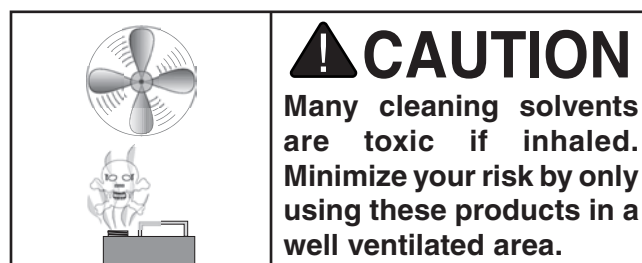 CAUTION
Many cleaning solvents
are toxic if inhaled.
Minimize your risk by only
using these products in a
well ventilated area.